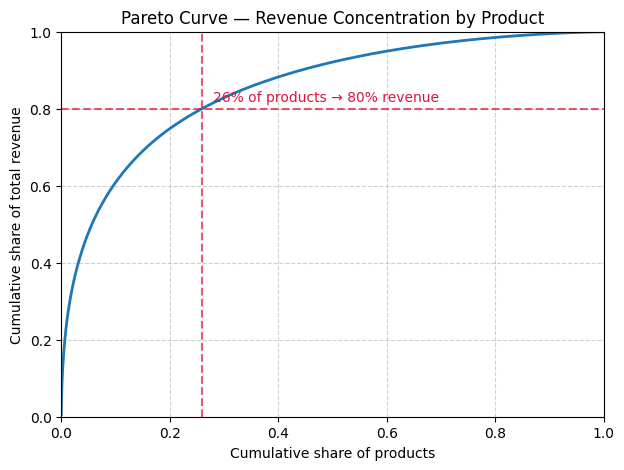 Pareto Curve — Revenue Concentration by Product
1.0
0.8
0.6
0.4
0.2
0.0
Cumulative share of total revenue
26% of products → 80% revenue
0.0 0.2 0.4 0.6 0.8 1.0
Cumulative share of products